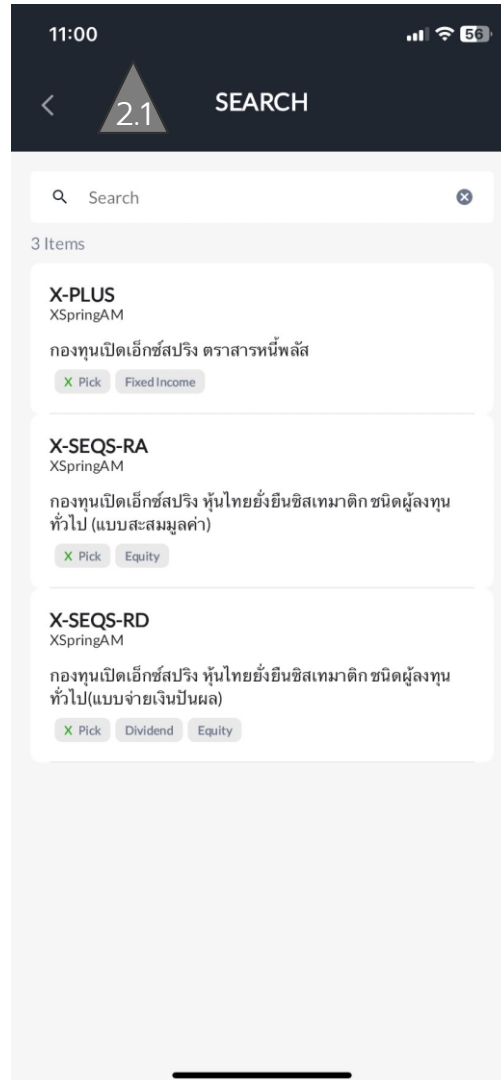 11:00
56
2.1
SEARCH
Search
3 Items
X-PLUS
XSpringAM
กองทุนเปิดเอ็กซ์สปริง ตราสารหนี้พลัส
X Pick Fixed Income
X-SEQS-RA
XSpringAM
กองทุนเปิดเอ็กซ์สปริง หุ้นไทยยั่งยืนซิสเทมาติก ชนิดผู้ลงทุน
ทั่วไป (แบบสะสมมูลค่า)
X Pick Equity
X-SEQS-RD
XSpringAM
กองทุนเปิดเอ็กซ์สปริง หุ้นไทยยั่งยืนซิสเทมาติก ชนิดผู้ลงทุน
ทั่วไป(แบบจ่ายเงินปันผล)
X Pick Dividend Equity